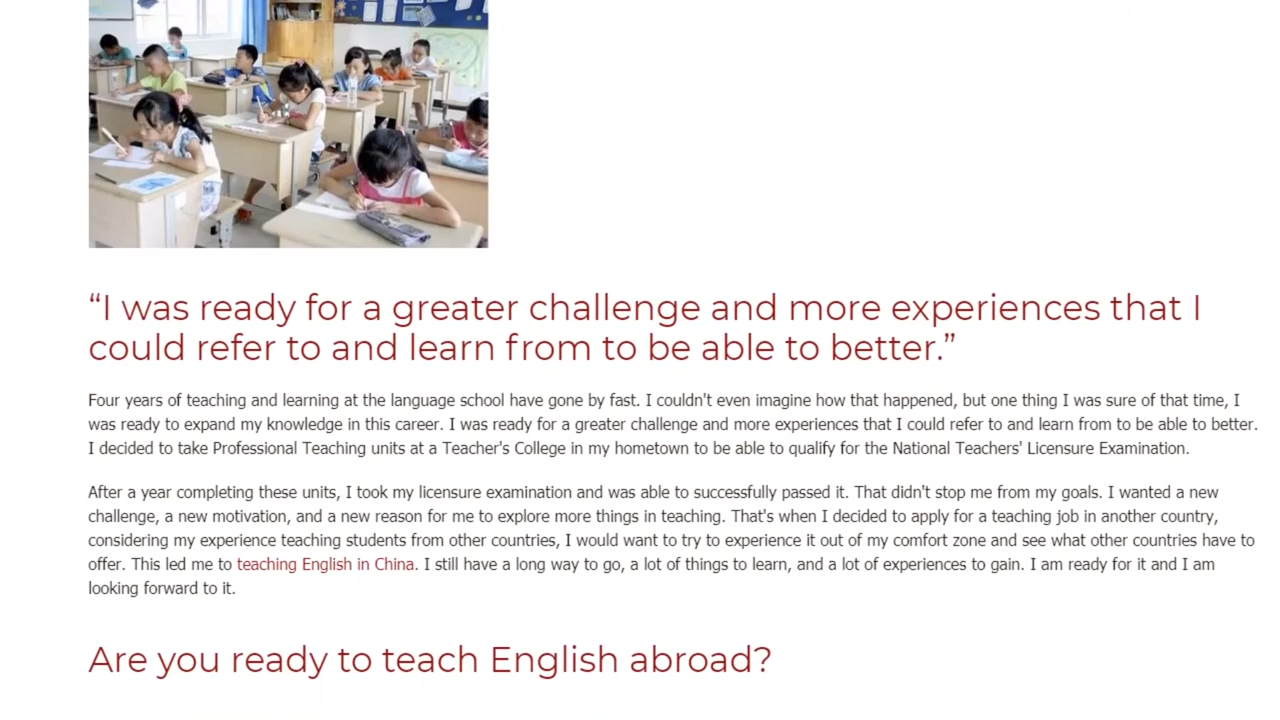 “I was ready for a greater challenge and more experiences that I
could refer to and learn from to be able to better.”
Four years of teaching and learning at the language school have gone by fast. I couldn't even imagine how that happened, but one thing I was sure of that time, I
was ready to expand my knowledge in this career. I was ready for a greater challenge and more experiences that I could refer to and learn from to be able to better.
I decided to take Professional Teaching units at a Teacher's College in my hometown to be able to qualify for the National Teachers' Licensure Examination.
After a year completing these units, I took my licensure examination and was able to successfully passed it. That didn't stop me from my goals. I wanted a new
challenge, a new motivation, and a new reason for me to explore more things in teaching. That's when I decided to apply for a teaching job in another country,
considering my experience teaching students from other countries, I would want to try to experience it out of my comfort zone and see what other countries have to
offer. This led me to teaching English in China. I still have a long way to go, a lot of things to learn, and a lot of experiences to gain. I am ready for it and I am
looking forward to it.
Are you ready to teach English abroad?